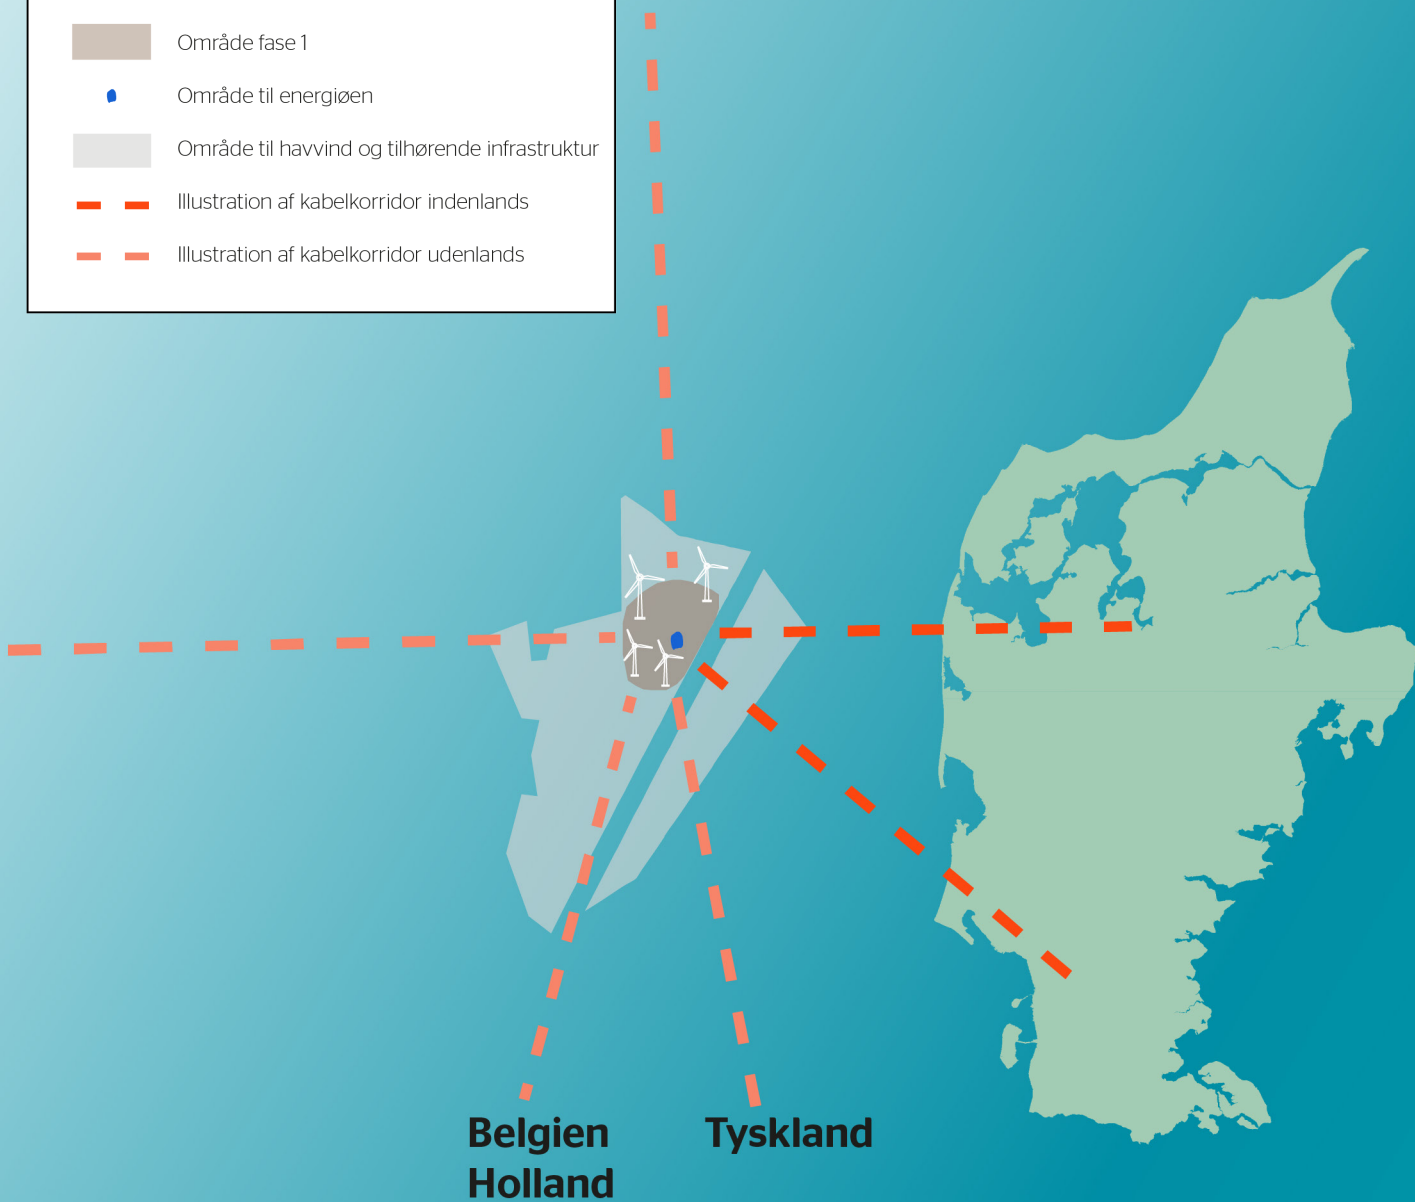 Område fase 1
Område til energiøen
Område til havvind og tilhørende infrastruktur
Illustration af kabelkorridor indenlands
Illustration af kabelkorridor udenlands
Belgien
Holland
Tyskland